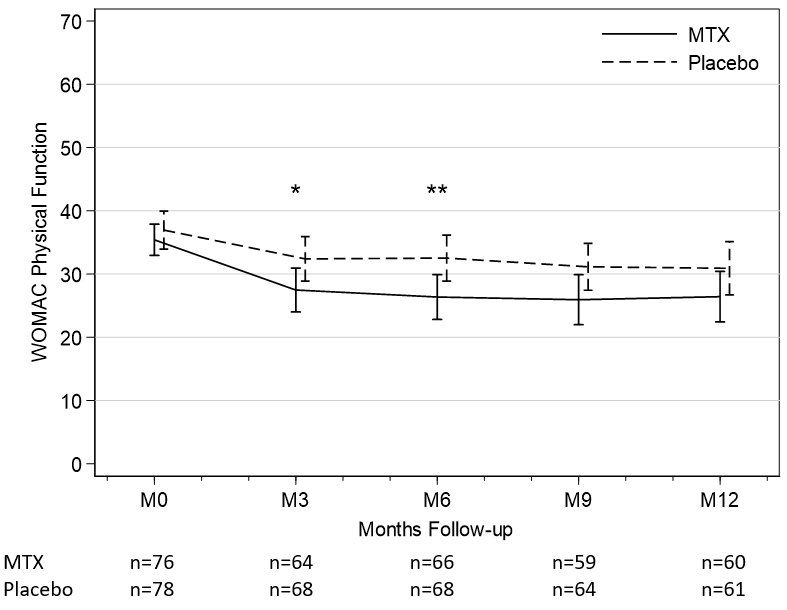 70
MTX
Placebo
60
50
* **
40
30
20
10
0
WOMAC Physical Function
M0 M3 M6 M9 M12
Months Follow-up
MTX n=76 n=64 n=66 n=59 n=60
Placebo n=78 n=68 n=68 n=64 n=61